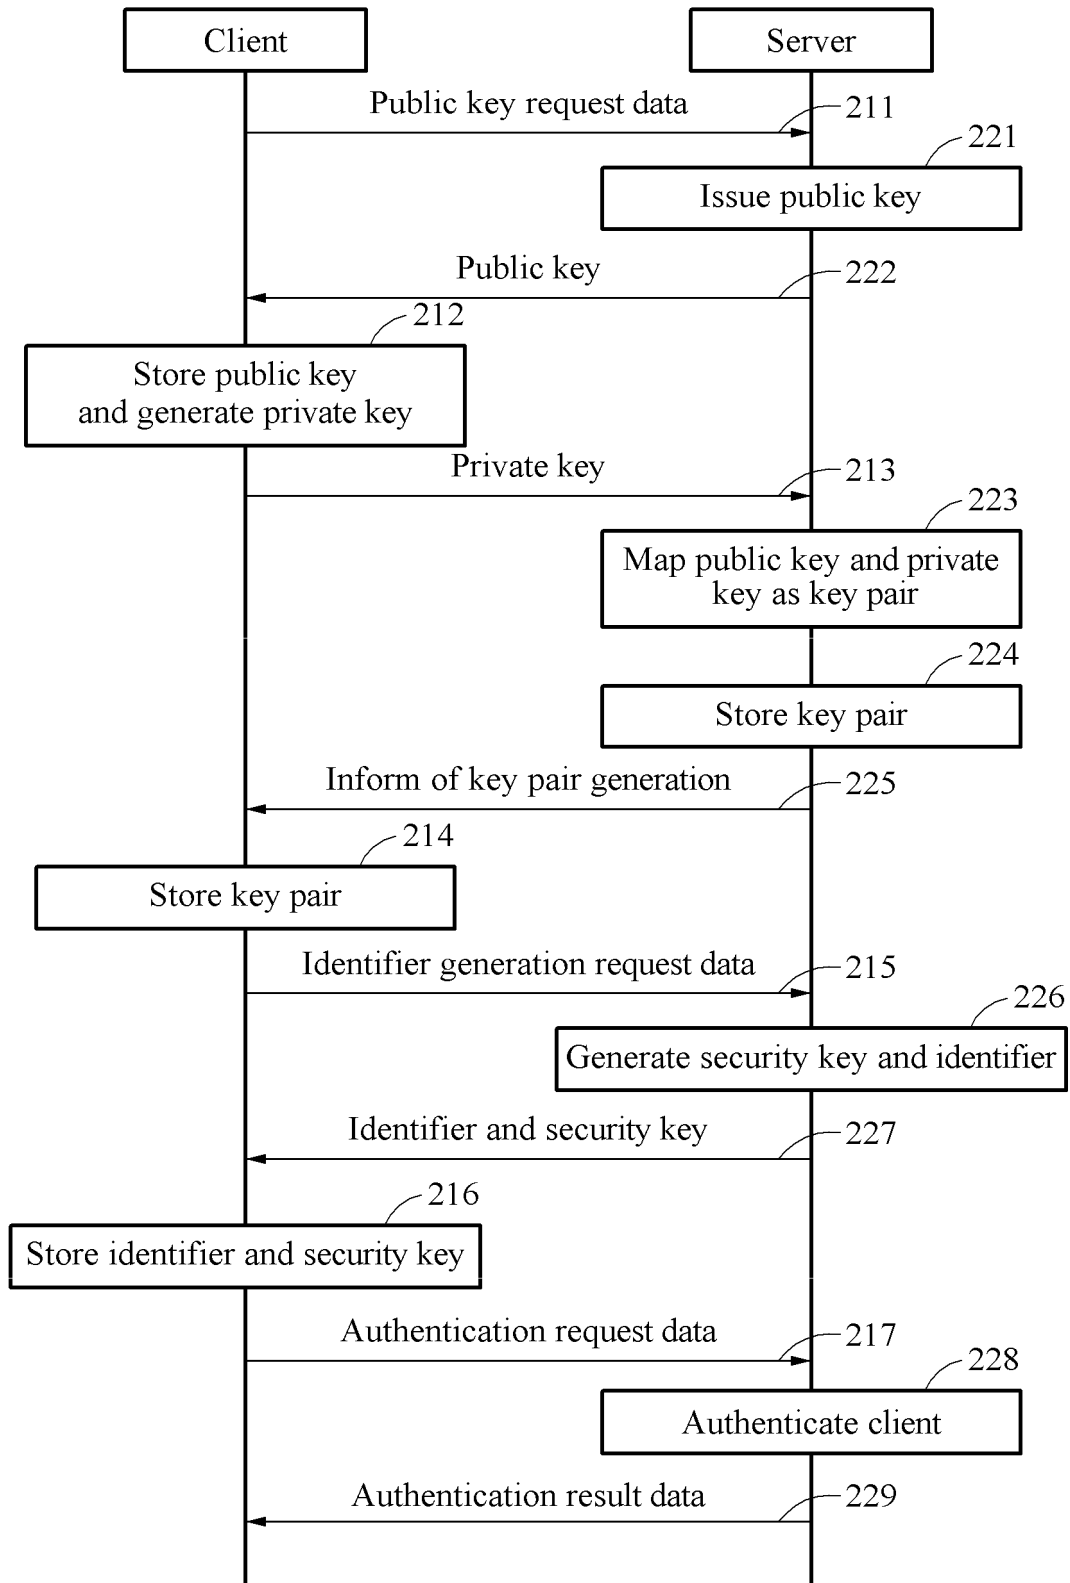 Client
Server
Public key request data
211
221
Issue public key
Public key
222
212
Store public key
and generate private key
Private key
213
223
Map public key and private
key as key pair
224
Store key pair
Inform of key pair generation
225
214
Store key pair
Identifier generation request data
215
226
Generate security key and identifier
Identifier and security key
227
216
Store identifier and security key
Authentication request data
217
228
Authenticate client
Authentication result data
229